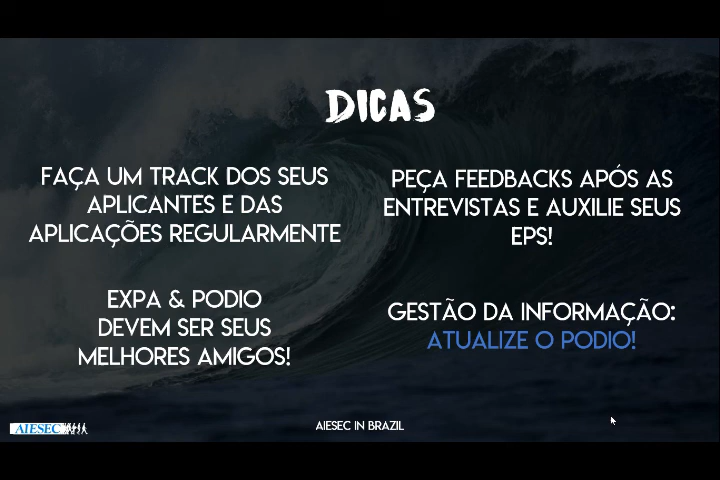 DICAS
FAÇA UM TRACK DOS SEUS
APLICANTES E DAS
APLICAÇÕES REGULARMENTE
PEÇA FEEDBACKS APÓS AS
ENTREVISTAS E AUXILIE SEUS
EPS!
EXPA & PODIO
DEVEM SER SEUS
MELHORES AMIGOS!
GESTÃO DA INFORMAÇÃO:
ATUALIZE O PODIO!
AIESEC
AIESEC IN BRAZIL